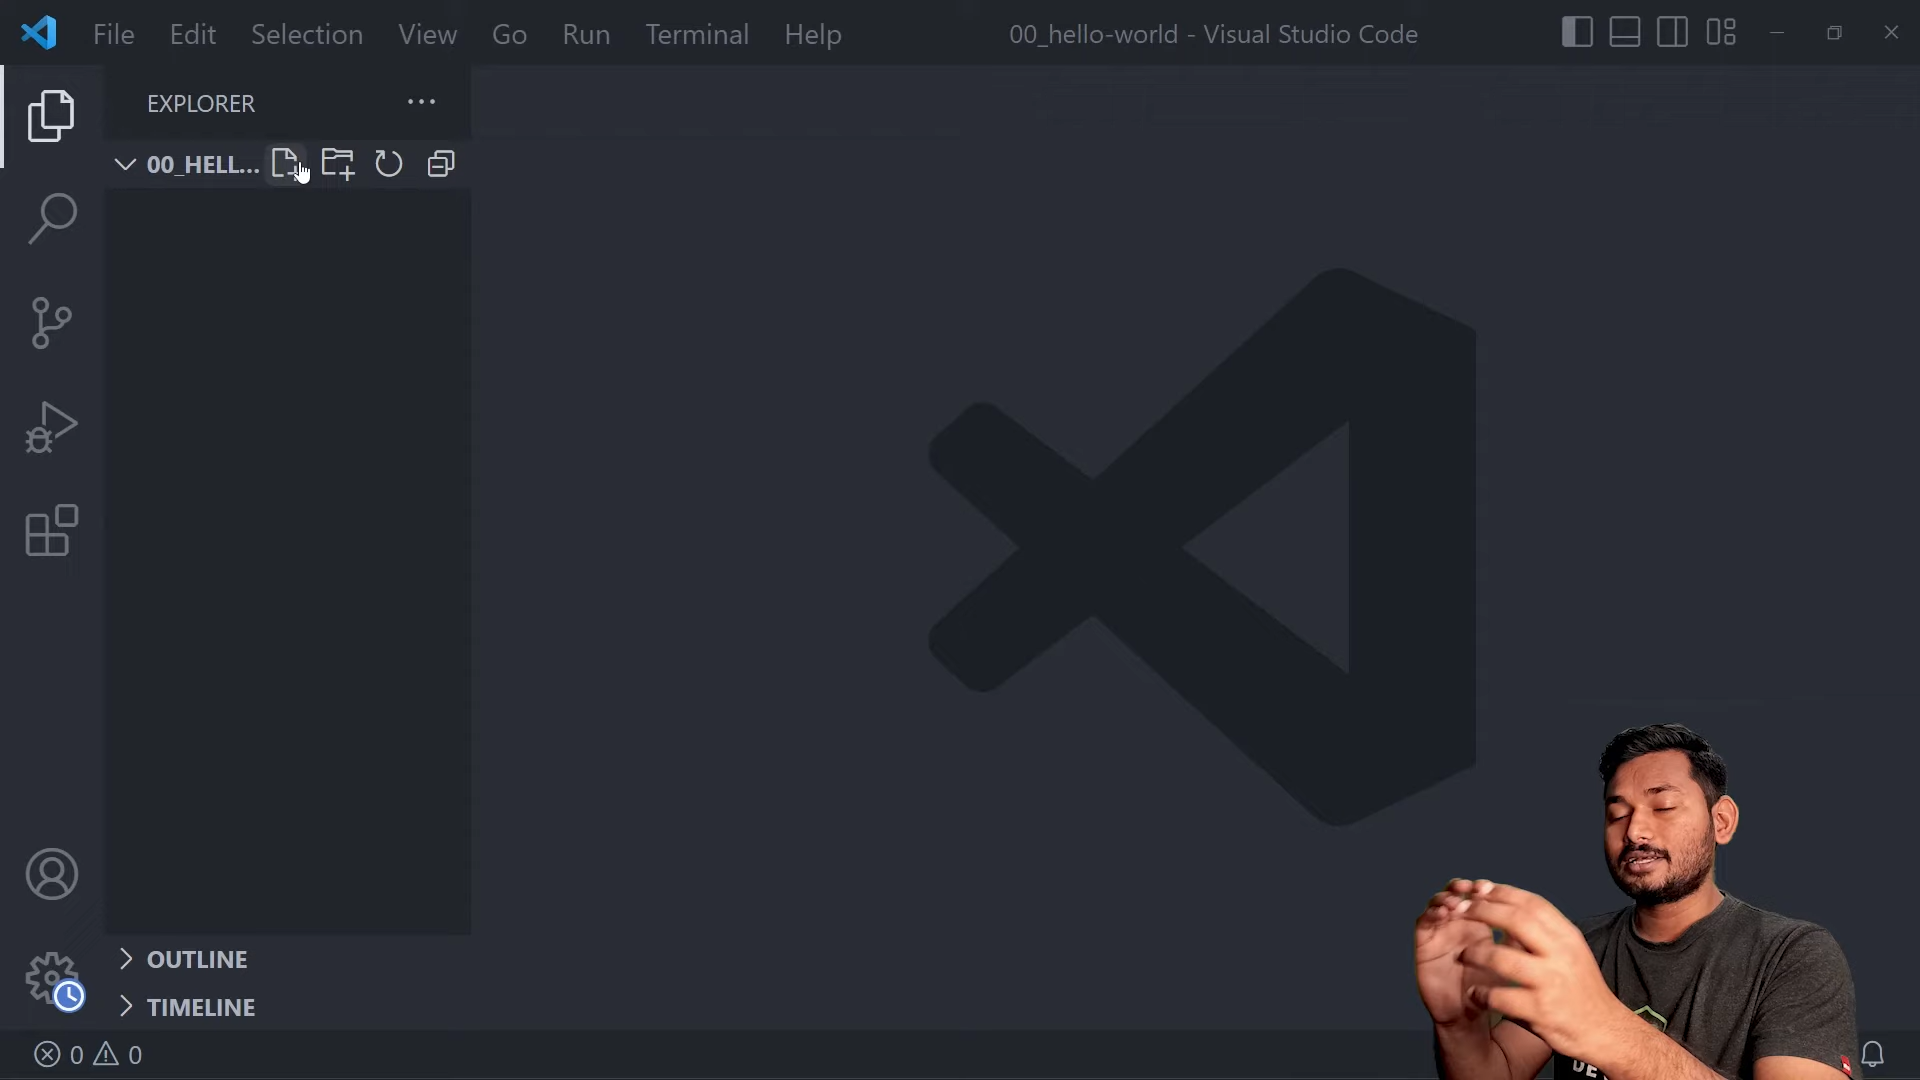 File Edit Selection View Go Run Terminal Help 00_hello-world - Visual Studio Code
EXPLORER
00_HELL...
OUTLINE
TIMELINE
0 0
DE